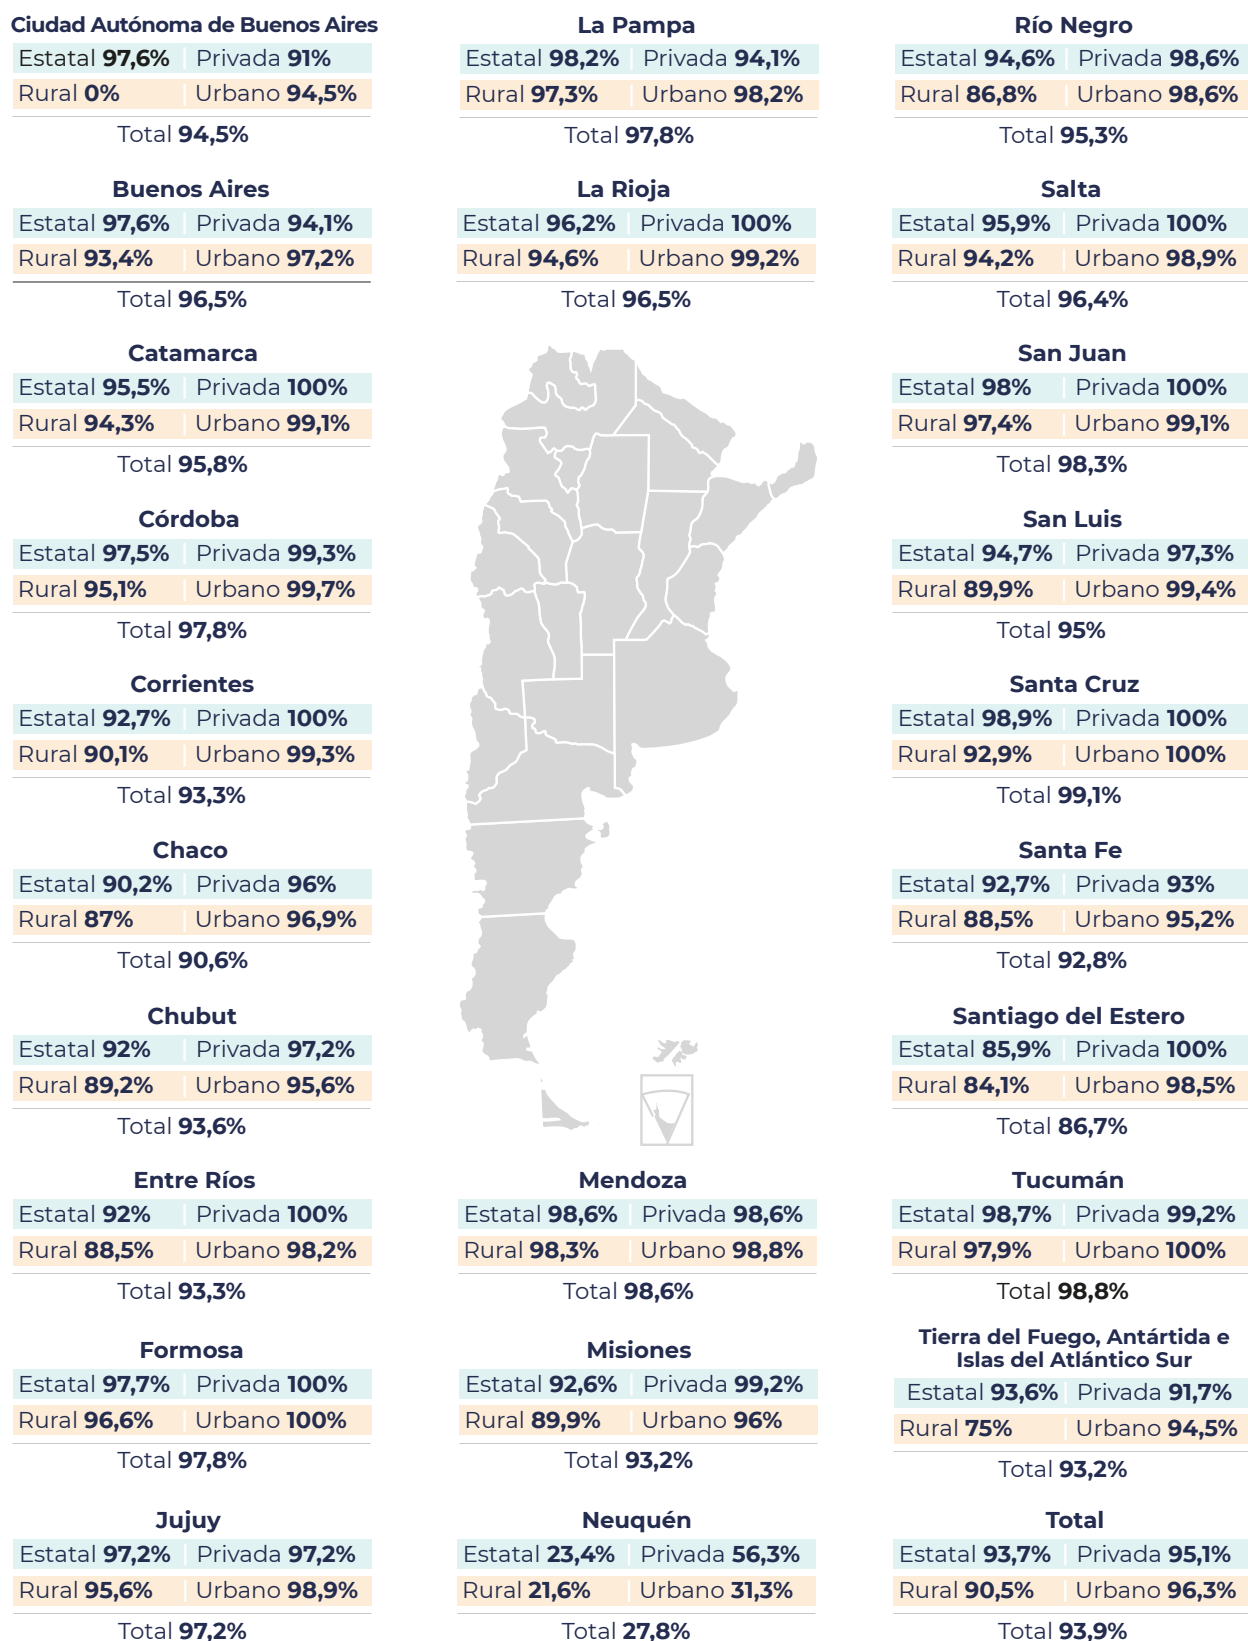 Ciudad Autónoma de Buenos Aires
Estatal 97,6% Privada 91%
Rural 0% Urbano 94,5%
Total 94,5%
Buenos Aires
Estatal 97,6% Privada 94,1%
Rural 93,4% Urbano 97,2%
Total 96,5%
Catamarca
Estatal 95,5% Privada 100%
Rural 94,3% Urbano 99,1%
Total 95,8%
Córdoba
Estatal 97,5% Privada 99,3%
Rural 95,1% Urbano 99,7%
Total 97,8%
Corrientes
Estatal 92,7% Privada 100%
Rural 90,1% Urbano 99,3%
Total 93,3%
Chaco
Estatal 90,2% Privada 96%
Rural 87% Urbano 96,9%
Total 90,6%
Chubut
Estatal 92% Privada 97,2%
Rural 89,2% Urbano 95,6%
Total 93,6%
Entre Ríos
Estatal 92% Privada 100%
Rural 88,5% Urbano 98,2%
Total 93,3%
Formosa
Estatal 97,7% Privada 100%
Rural 96,6% Urbano 100%
Total 97,8%
Jujuy
Estatal 97,2% Privada 97,2%
Rural 95,6% Urbano 98,9%
Total 97,2%
La Pampa
Estatal 98,2% Privada 94,1%
Rural 97,3% Urbano 98,2%
Total 97,8%
La Rioja
Estatal 96,2% Privada 100%
Rural 94,6% Urbano 99,2%
Total 96,5%
Mendoza
Estatal 98,6% Privada 98,6%
Rural 98,3% Urbano 98,8%
Total 98,6%
Misiones
Estatal 92,6% Privada 99,2%
Rural 89,9% Urbano 96%
Total 93,2%
Neuquén
Estatal 23,4% Privada 56,3%
Rural 21,6% Urbano 31,3%
Total 27,8%
Río Negro
Estatal 94,6% Privada 98,6%
Rural 86,8% Urbano 98,6%
Total 95,3%
Salta
Estatal 95,9% Privada 100%
Rural 94,2% Urbano 98,9%
Total 96,4%
San Juan
Estatal 98% Privada 100%
Rural 97,4% Urbano 99,1%
Total 98,3%
San Luis
Estatal 94,7% Privada 97,3%
Rural 89,9% Urbano 99,4%
Total 95%
Santa Cruz
Estatal 98,9% Privada 100%
Rural 92,9% Urbano 100%
Total 99,1%
Santa Fe
Estatal 92,7% Privada 93%
Rural 88,5% Urbano 95,2%
Total 92,8%
Santiago del Estero
Estatal 85,9% Privada 100%
Rural 84,1% Urbano 98,5%
Total 86,7%
Tucumán
Estatal 98,7% Privada 99,2%
Rural 97,9% Urbano 100%
Total 98,8%
Tierra del Fuego, Antártida e
Islas del Atlántico Sur
Estatal 93,6% Privada 91,7%
Rural 75% Urbano 94,5%
Total 93,2%
Total
Estatal 93,7% Privada 95,1%
Rural 90,5% Urbano 96,3%
Total 93,9%